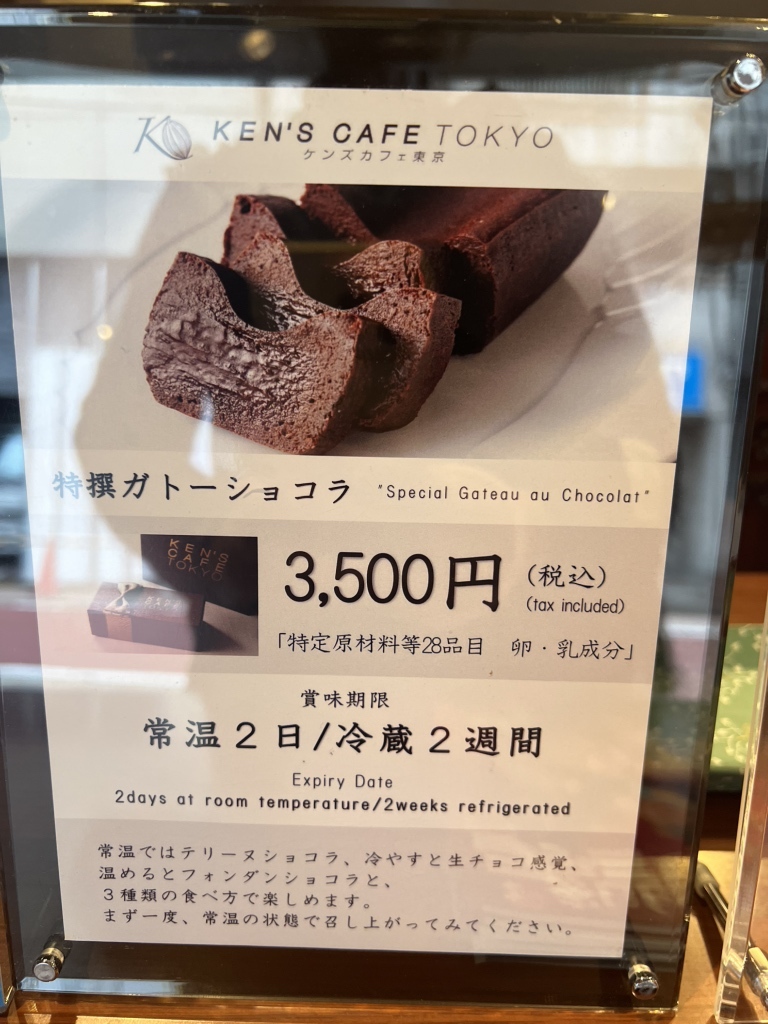 KEN'S CAFE TOKYO
ケンズカフェ東京
特撰ガトーショコラ "Special Gateau au Chocolat"
KEN'S
CAFE
TOKYO
3,500円 (税込)
(tax included)
「特定原材料等28品目 卵・乳成分」
賞味期限
常温2日/冷蔵2週間
Expiry Date
2days at room temperature/2weeks refrigerated
常温ではテリーヌショコラ、冷やすと生チョコ感覚、
温めるとフォンダンショコラと、
3種類の食べ方で楽しめます。
まず一度、常温の状態で召し上がってみてください。